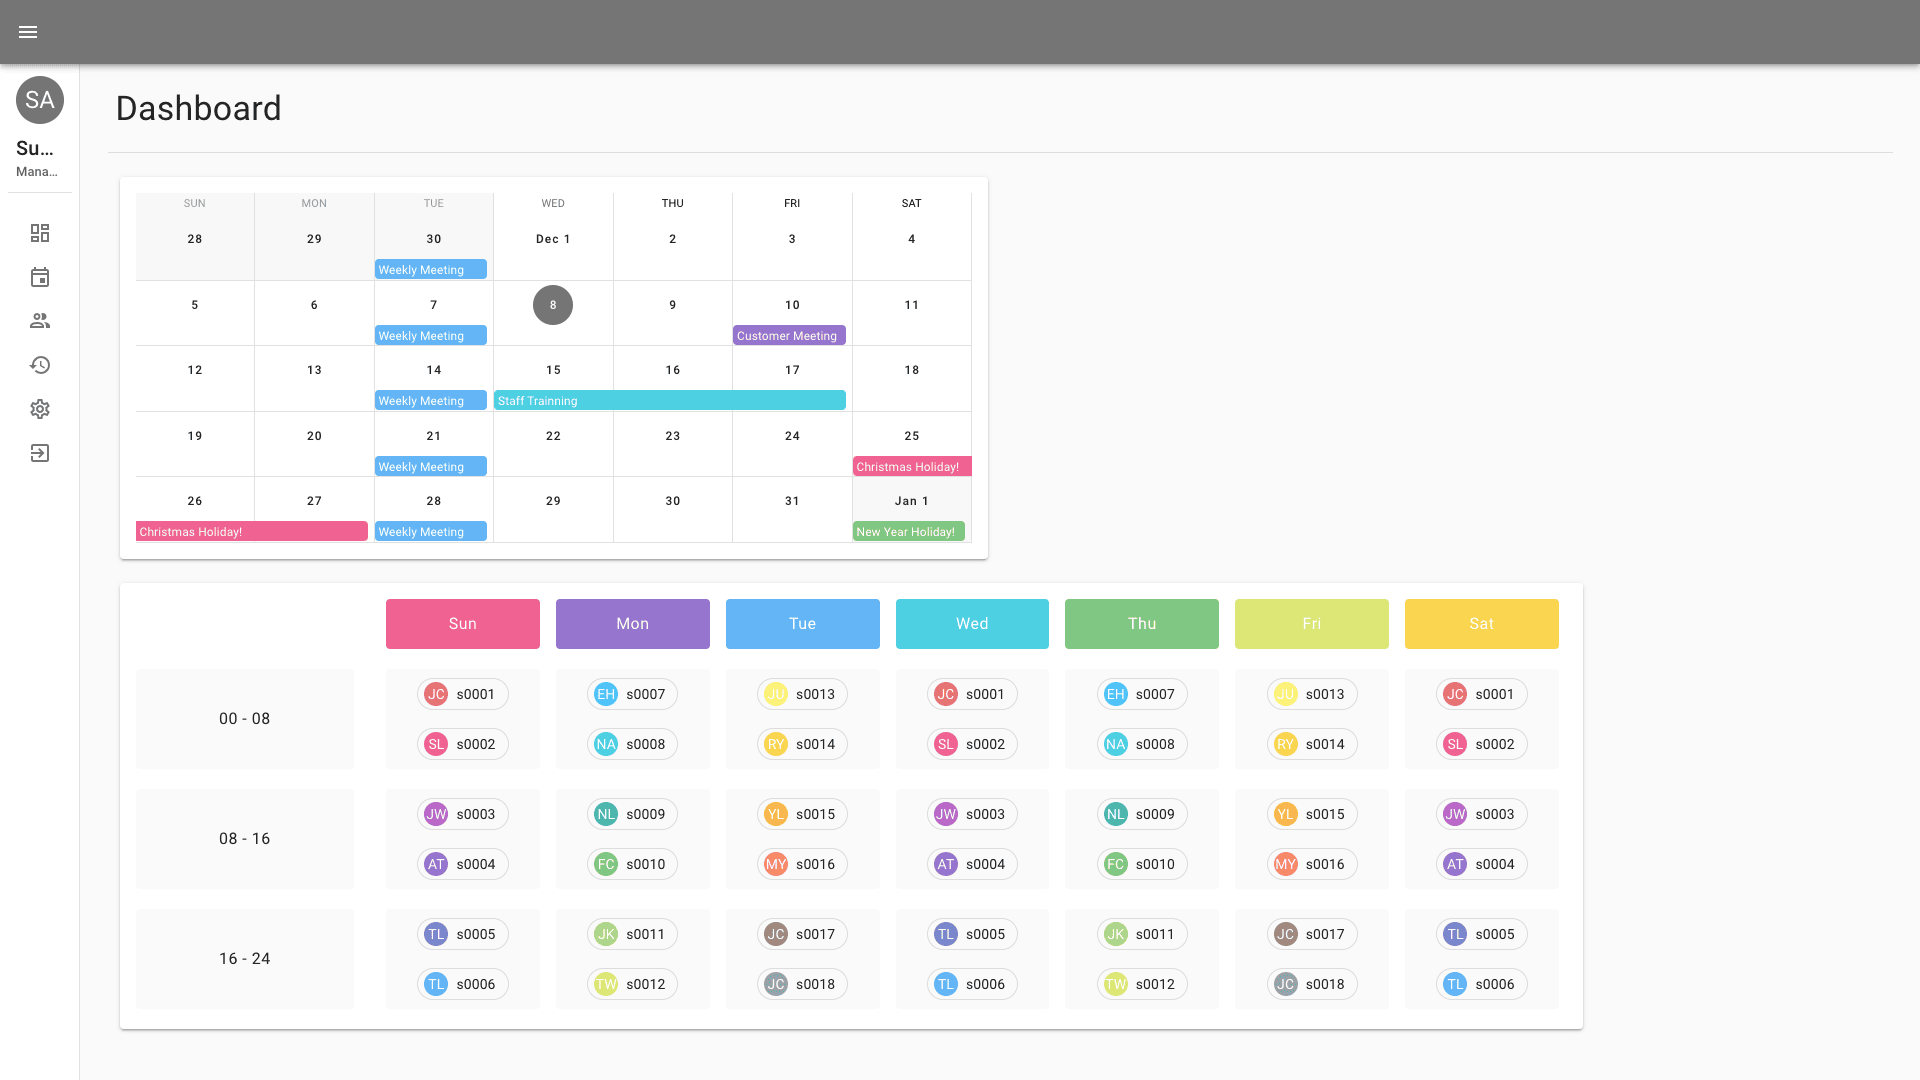 SA
Su...
Mana...
Dashboard
SUN MON TUE WED THU FRI SAT
28 29 30 Dec 1 2 3 4
Weekly Meeting
5 6 7 8 9 10 11
Weekly Meeting Customer Meeting
12 13 14 15 16 17 18
Weekly Meeting Staff Trainning
19 20 21 22 23 24 25
Weekly Meeting Christmas Holiday!
26 27 28 29 30 31 Jan 1
Christmas Holiday! Weekly Meeting New Year Holiday!
Sun Mon Tue Wed Thu Fri Sat
00 - 08
JC s0001 EH s0007 JU s0013 JC s0001 EH s0007 JU s0013 JC s0001
SL s0002 NA s0008 RY s0014 SL s0002 NA s0008 RY s0014 SL s0002
08 - 16
JW s0003 NL s0009 YL s0015 JW s0003 NL s0009 YL s0015 JW s0003
AT s0004 FC s0010 MY s0016 AT s0004 FC s0010 MY s0016 AT s0004
16 - 24
TL s0005 JK s0011 JC s0017 TL s0005 JK s0011 JC s0017 TL s0005
TL s0006 TW s0012 JC s0018 TL s0006 TW s0012 JC s0018 TL s0006